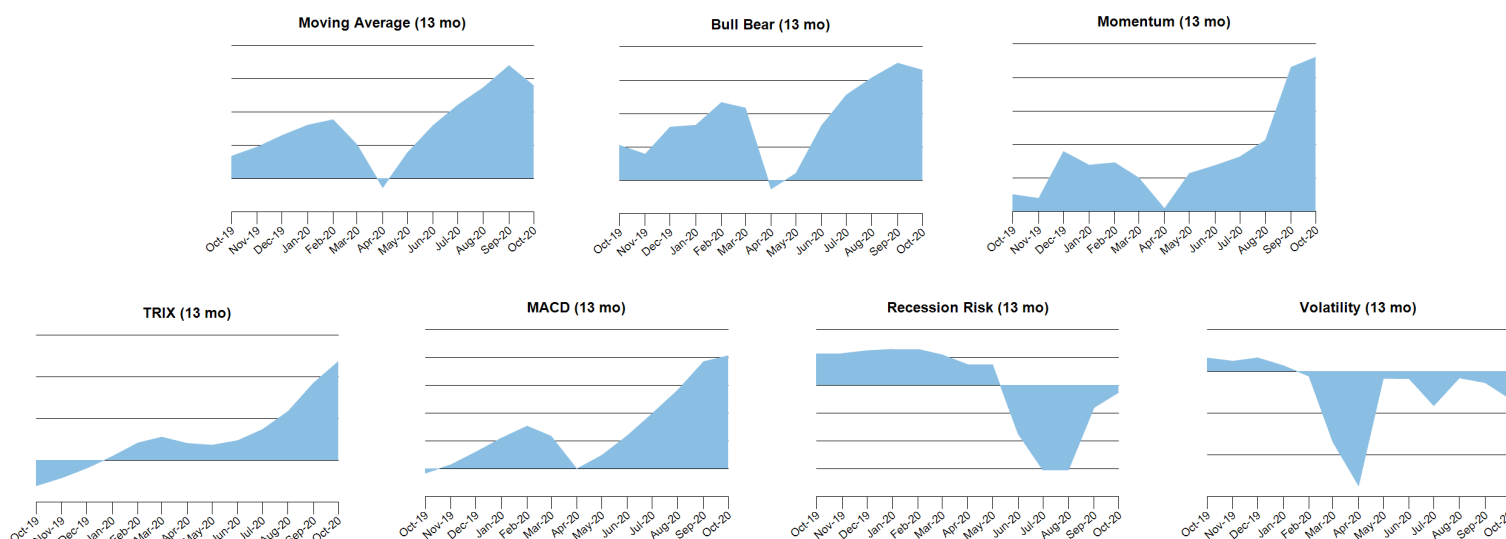 Moving Average (13 mo)
Oct-19 Nov-19 Dec-19 Jan-20 Feb-20 Mar-20 Apr-20 May-20 Jun-20 Jul-20 Aug-20 Sep-20 Oct-20
Bull Bear (13 mo)
Oct-19 Nov-19 Dec-19 Jan-20 Feb-20 Mar-20 Apr-20 May-20 Jun-20 Jul-20 Aug-20 Sep-20 Oct-20
Momentum (13 mo)
Oct-19 Nov-19 Dec-19 Jan-20 Feb-20 Mar-20 Apr-20 May-20 Jun-20 Jul-20 Aug-20 Sep-20 Oct-20
TRIX (13 mo)
Oct-19 Nov-19 Dec-19 Jan-20 Feb-20 Mar-20 Apr-20 May-20 Jun-20 Jul-20 Aug-20 Sep-20 Oct-20
MACD (13 mo)
Oct-19 Nov-19 Dec-19 Jan-20 Feb-20 Mar-20 Apr-20 May-20 Jun-20 Jul-20 Aug-20 Sep-20 Oct-20
Recession Risk (13 mo)
Oct-19 Nov-19 Dec-19 Jan-20 Feb-20 Mar-20 Apr-20 May-20 Jun-20 Jul-20 Aug-20 Sep-20 Oct-20
Volatility (13 mo)
Oct-19 Nov-19 Dec-19 Jan-20 Feb-20 Mar-20 Apr-20 May-20 Jun-20 Jul-20 Aug-20 Sep-20 Oct-20